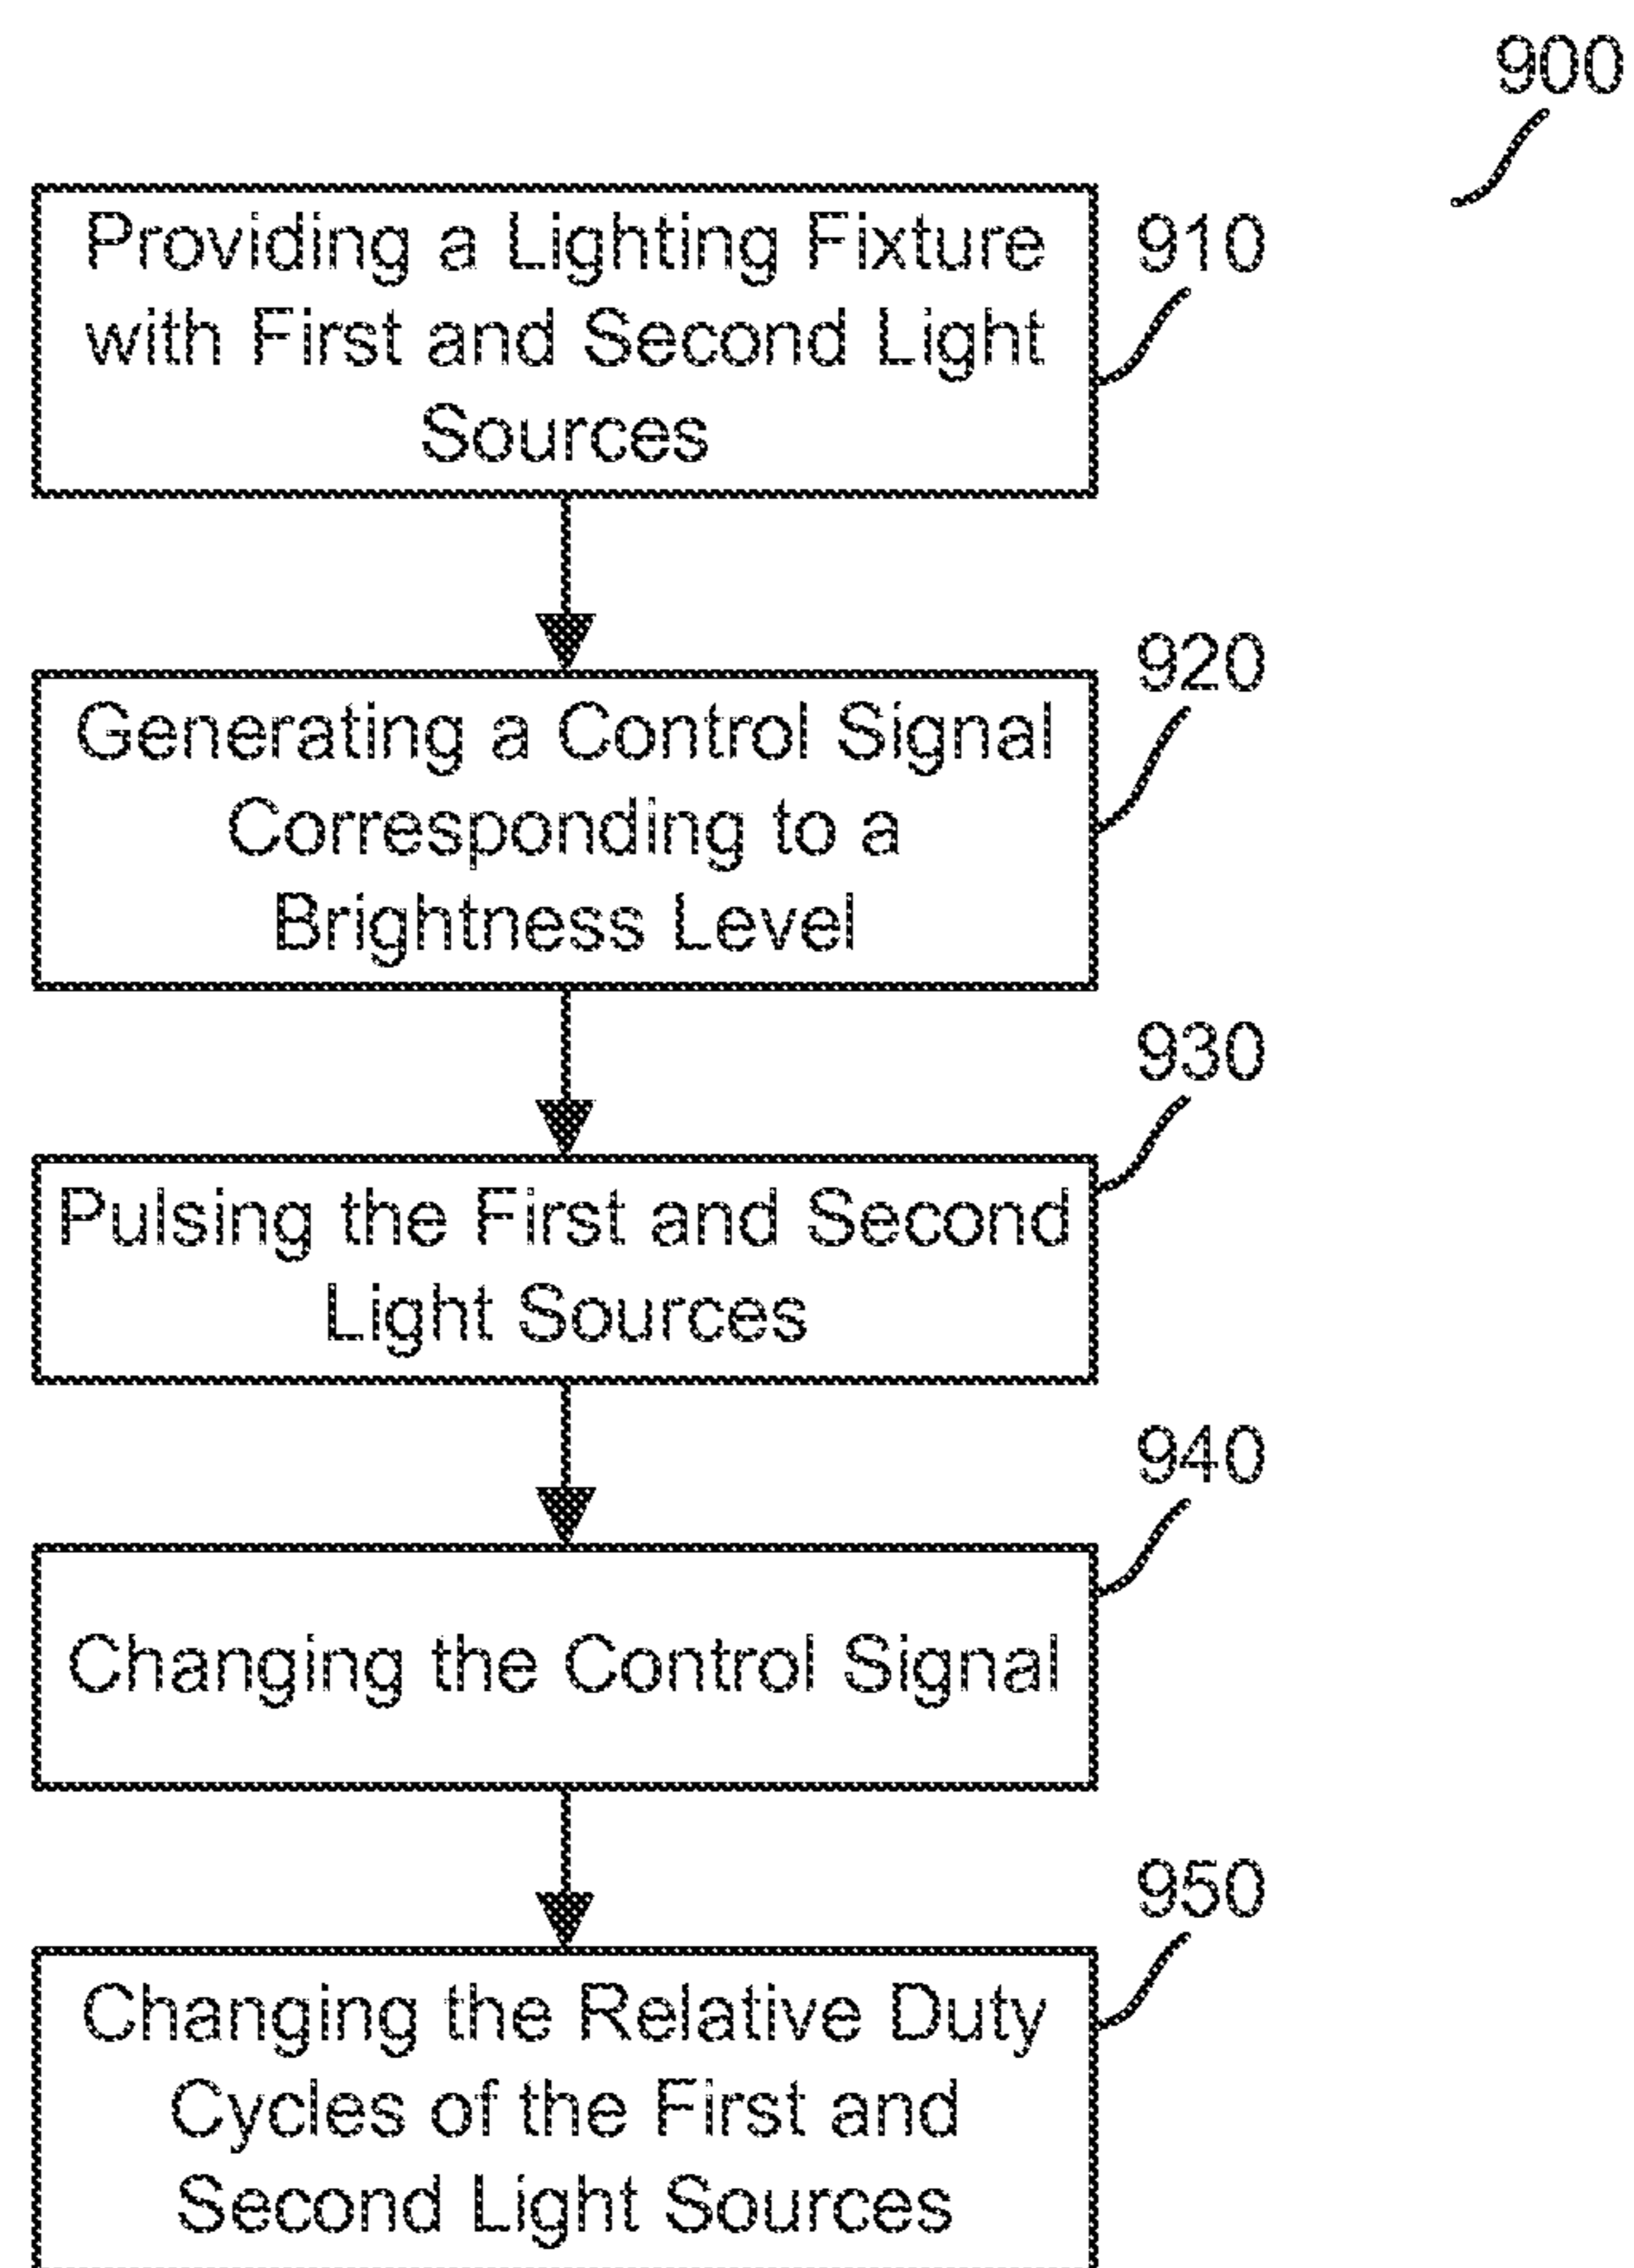 900
Providing a Lighting Fixture
with First and Second Light
Sources
910
Generating a Control Signal
Corresponding to a
Brightness Level
920
Pulsing the First and Second
Light Sources
930
Changing the Control Signal
940
Changing the Relative Duty
Cycles of the First and
Second Light Sources
950